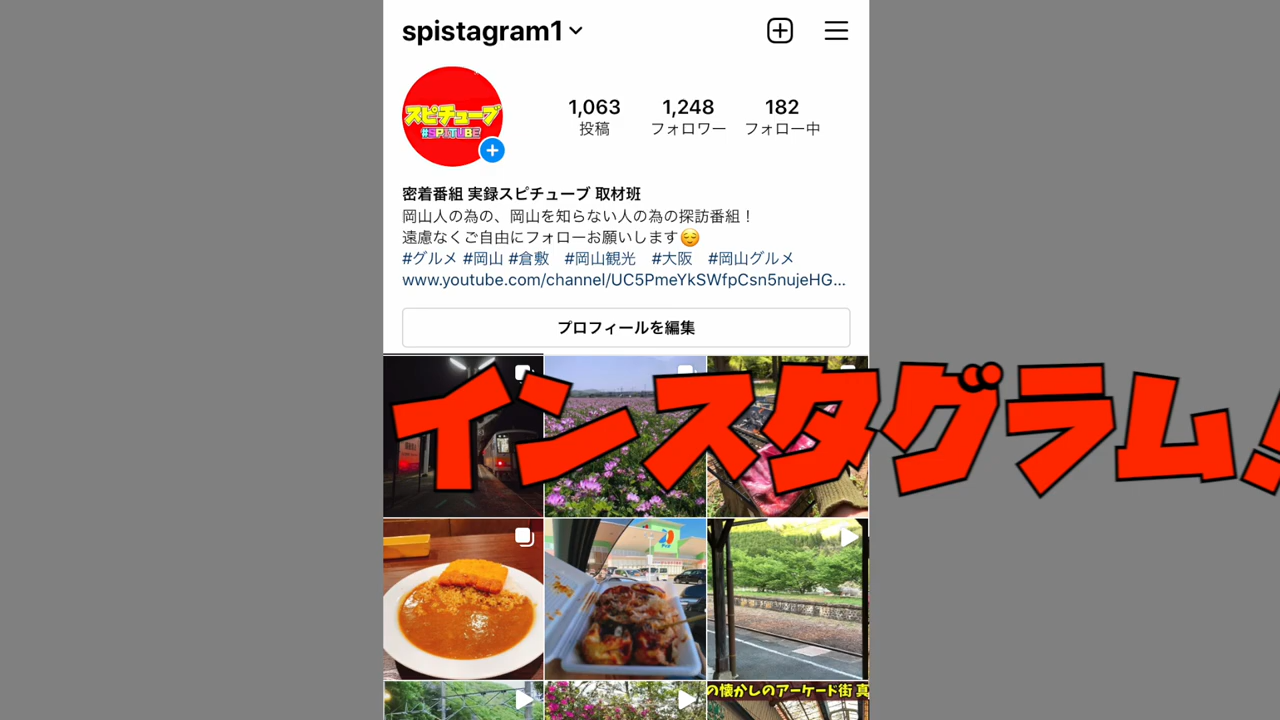 spistagram1
スピチューブ
#SPITUBE
1,063
投稿
1,248
フォロワー
182
フォロー中
密着番組 実録スピチューブ 取材班
岡山人の為の、岡山を知らない人の為の探訪番組！
遠慮なくご自由にフォローお願いします😌
#グルメ #岡山 #倉敷　#岡山観光　#大阪　#岡山グルメ
www.youtube.com/channel/UC5PmeYkSWfpCsn5nujeHG...
プロフィールを編集
インスタグラム！
の懐かしのアーケード街 真